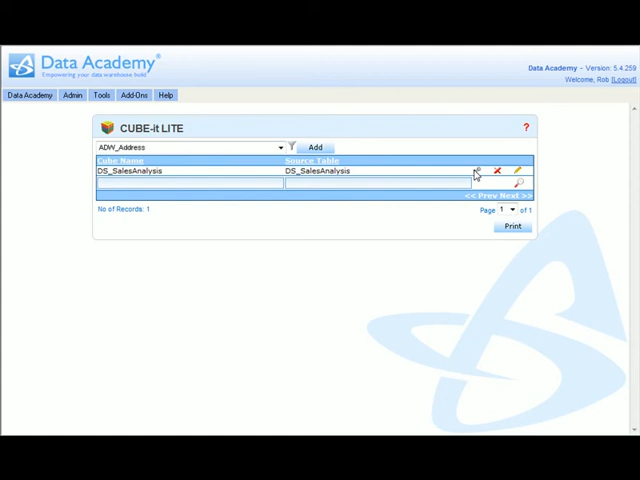 Data Academy®
Empowering your data warehouse build
Data Academy - Version: 5.4.259
Welcome, Rob [Logout]
Data Academy Admin Tools Add-Ons Help
CUBE-it LITE ?
ADW_Address Add
Cube Name Source Table
DS_SalesAnalysis DS_SalesAnalysis
<< Prev Next >>
No of Records: 1 Page 1 of 1
Print